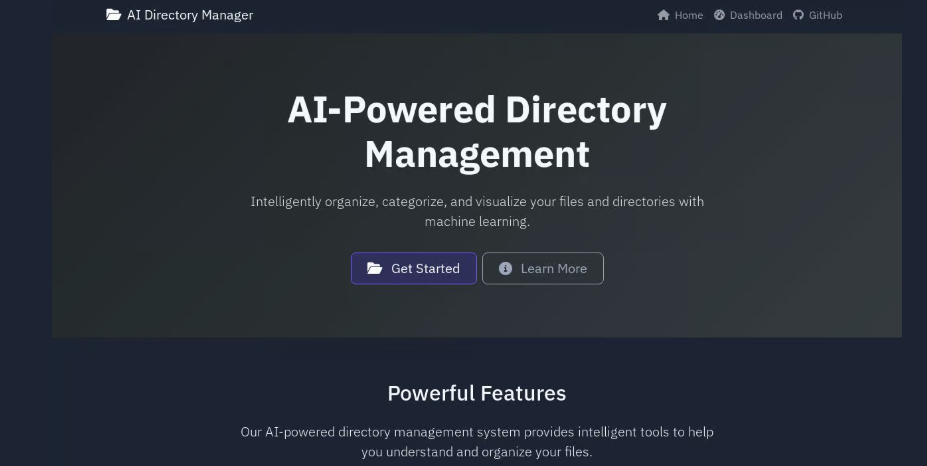 AI Directory Manager
Home Dashboard GitHub
AI-Powered Directory
Management
Intelligently organize, categorize, and visualize your files and directories with
machine learning.
Get Started Learn More
Powerful Features
Our AI-powered directory management system provides intelligent tools to help
you understand and organize your files.